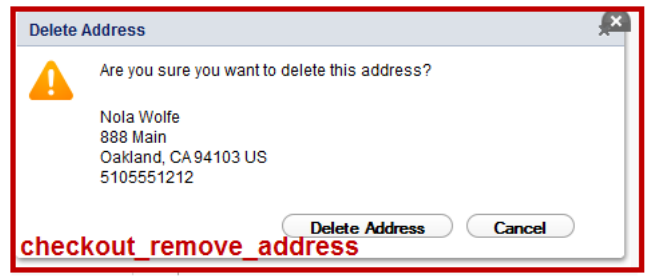 Delete Address
Are you sure you want to delete this address?
Nola Wolfe
888 Main
Oakland, CA 94103 US
5105551212
Delete Address Cancel
checkout_remove_address